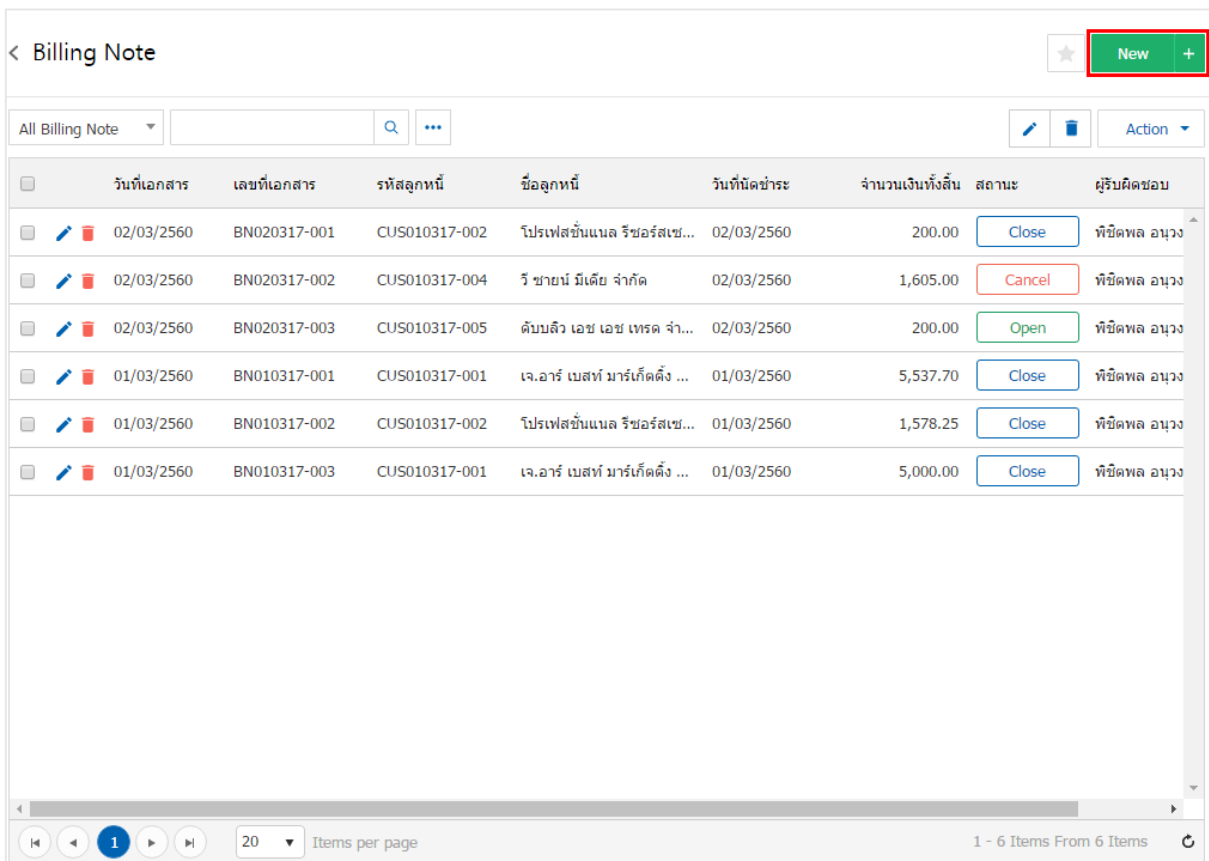 Billing Note
New +
All Billing Note
Action
วันที่เอกสาร เลขที่เอกสาร รหัสลูกหนี้ ชื่อลูกหนี้ วันที่นัดชำระ จำนวนเงินทั้งสิ้น สถานะ ผู้รับผิดชอบ
02/03/2560 BN020317-001 CUS010317-002 โปรเฟสชั่นแนล รีซอร์สเซ... 02/03/2560 200.00 Close พิชิตพล อนุวง
02/03/2560 BN020317-002 CUS010317-004 วี ซายน์ มีเดีย จำกัด 02/03/2560 1,605.00 Cancel พิชิตพล อนุวง
02/03/2560 BN020317-003 CUS010317-005 ดับบลิว เอช เอช เทรด จำ... 02/03/2560 200.00 Open พิชิตพล อนุวง
01/03/2560 BN010317-001 CUS010317-001 เจ.อาร์ เบสท์ มาร์เก็ตติ้ง ... 01/03/2560 5,537.70 Close พิชิตพล อนุวง
01/03/2560 BN010317-002 CUS010317-002 โปรเฟสชั่นแนล รีซอร์สเซ... 01/03/2560 1,578.25 Close พิชิตพล อนุวง
01/03/2560 BN010317-003 CUS010317-001 เจ.อาร์ เบสท์ มาร์เก็ตติ้ง ... 01/03/2560 5,000.00 Close พิชิตพล อนุวง
1 20 Items per page 1 - 6 Items From 6 Items